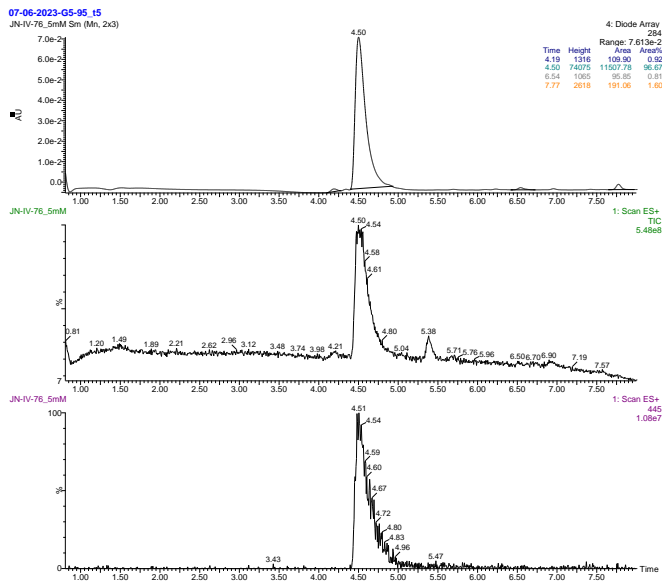 07-06-2023-G5-95_t5
JN-IV-76_5mM Sm (Mn, 2x3)
4: Diode Array
284
Range: 7.613e-2
Time Height Area Area%
4.19 1316 109.90 0.92
4.50 74075 11507.78 96.67
6.54 1065 95.85 0.81
7.77 2618 191.06 1.60
4.50
AU
7.0e-2
6.0e-2
5.0e-2
4.0e-2
3.0e-2
2.0e-2
1.0e-2
0.0
1.00 1.50 2.00 2.50 3.00 3.50 4.00 4.50 5.00 5.50 6.00 6.50 7.00 7.50
JN-IV-76_5mM
1: Scan ES+
TIC
5.48e8
%
7
0.81 1.20 1.49 1.89 2.21 2.62 2.96 3.12 3.48 3.74 3.98 4.21 4.50 4.54 4.58 4.61 4.80 5.04 5.38 5.71 5.76 5.96 6.50 6.70 6.90 7.19 7.57
1.00 1.50 2.00 2.50 3.00 3.50 4.00 4.50 5.00 5.50 6.00 6.50 7.00 7.50
JN-IV-76_5mM
1: Scan ES+
445
1.08e7
100
%
0
3.43 4.51 4.54 4.59 4.60 4.67 4.72 4.80 4.83 4.96 5.47
Time
1.00 1.50 2.00 2.50 3.00 3.50 4.00 4.50 5.00 5.50 6.00 6.50 7.00 7.50